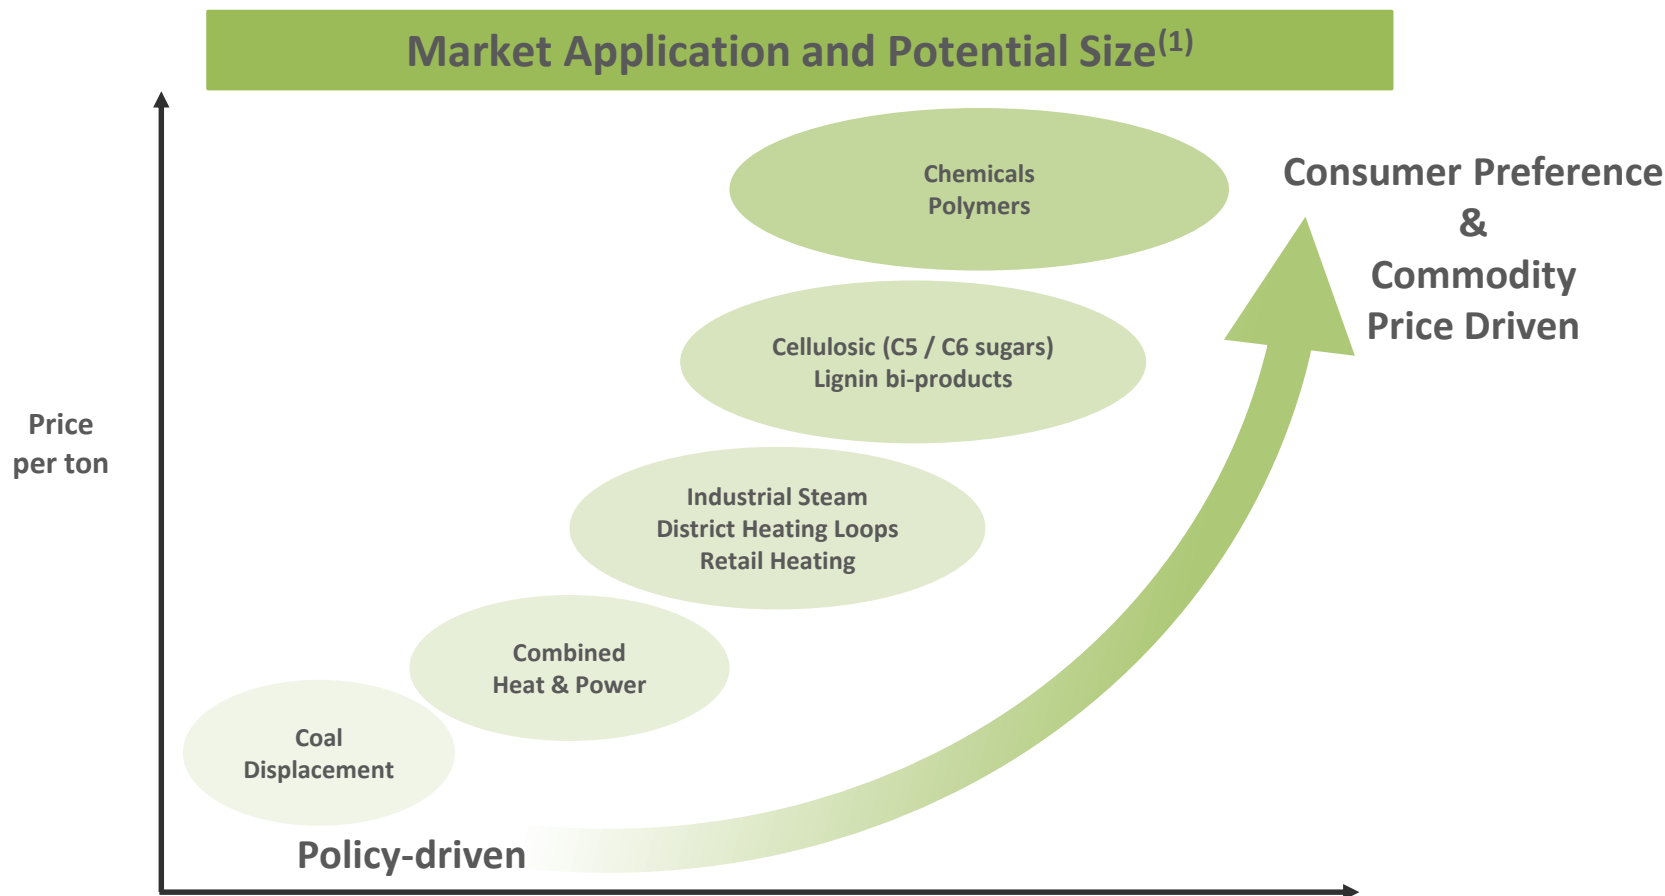 Market Application and Potential Size(1)
Chemicals
Polymers
Consumer Preference
&
Commodity
Price Driven
Cellulosic (C5 / C6 sugars)
Lignin bi-products
Price
per ton
Industrial Steam
District Heating Loops
Retail Heating
Combined
Heat & Power
Coal
Displacement
Policy-driven